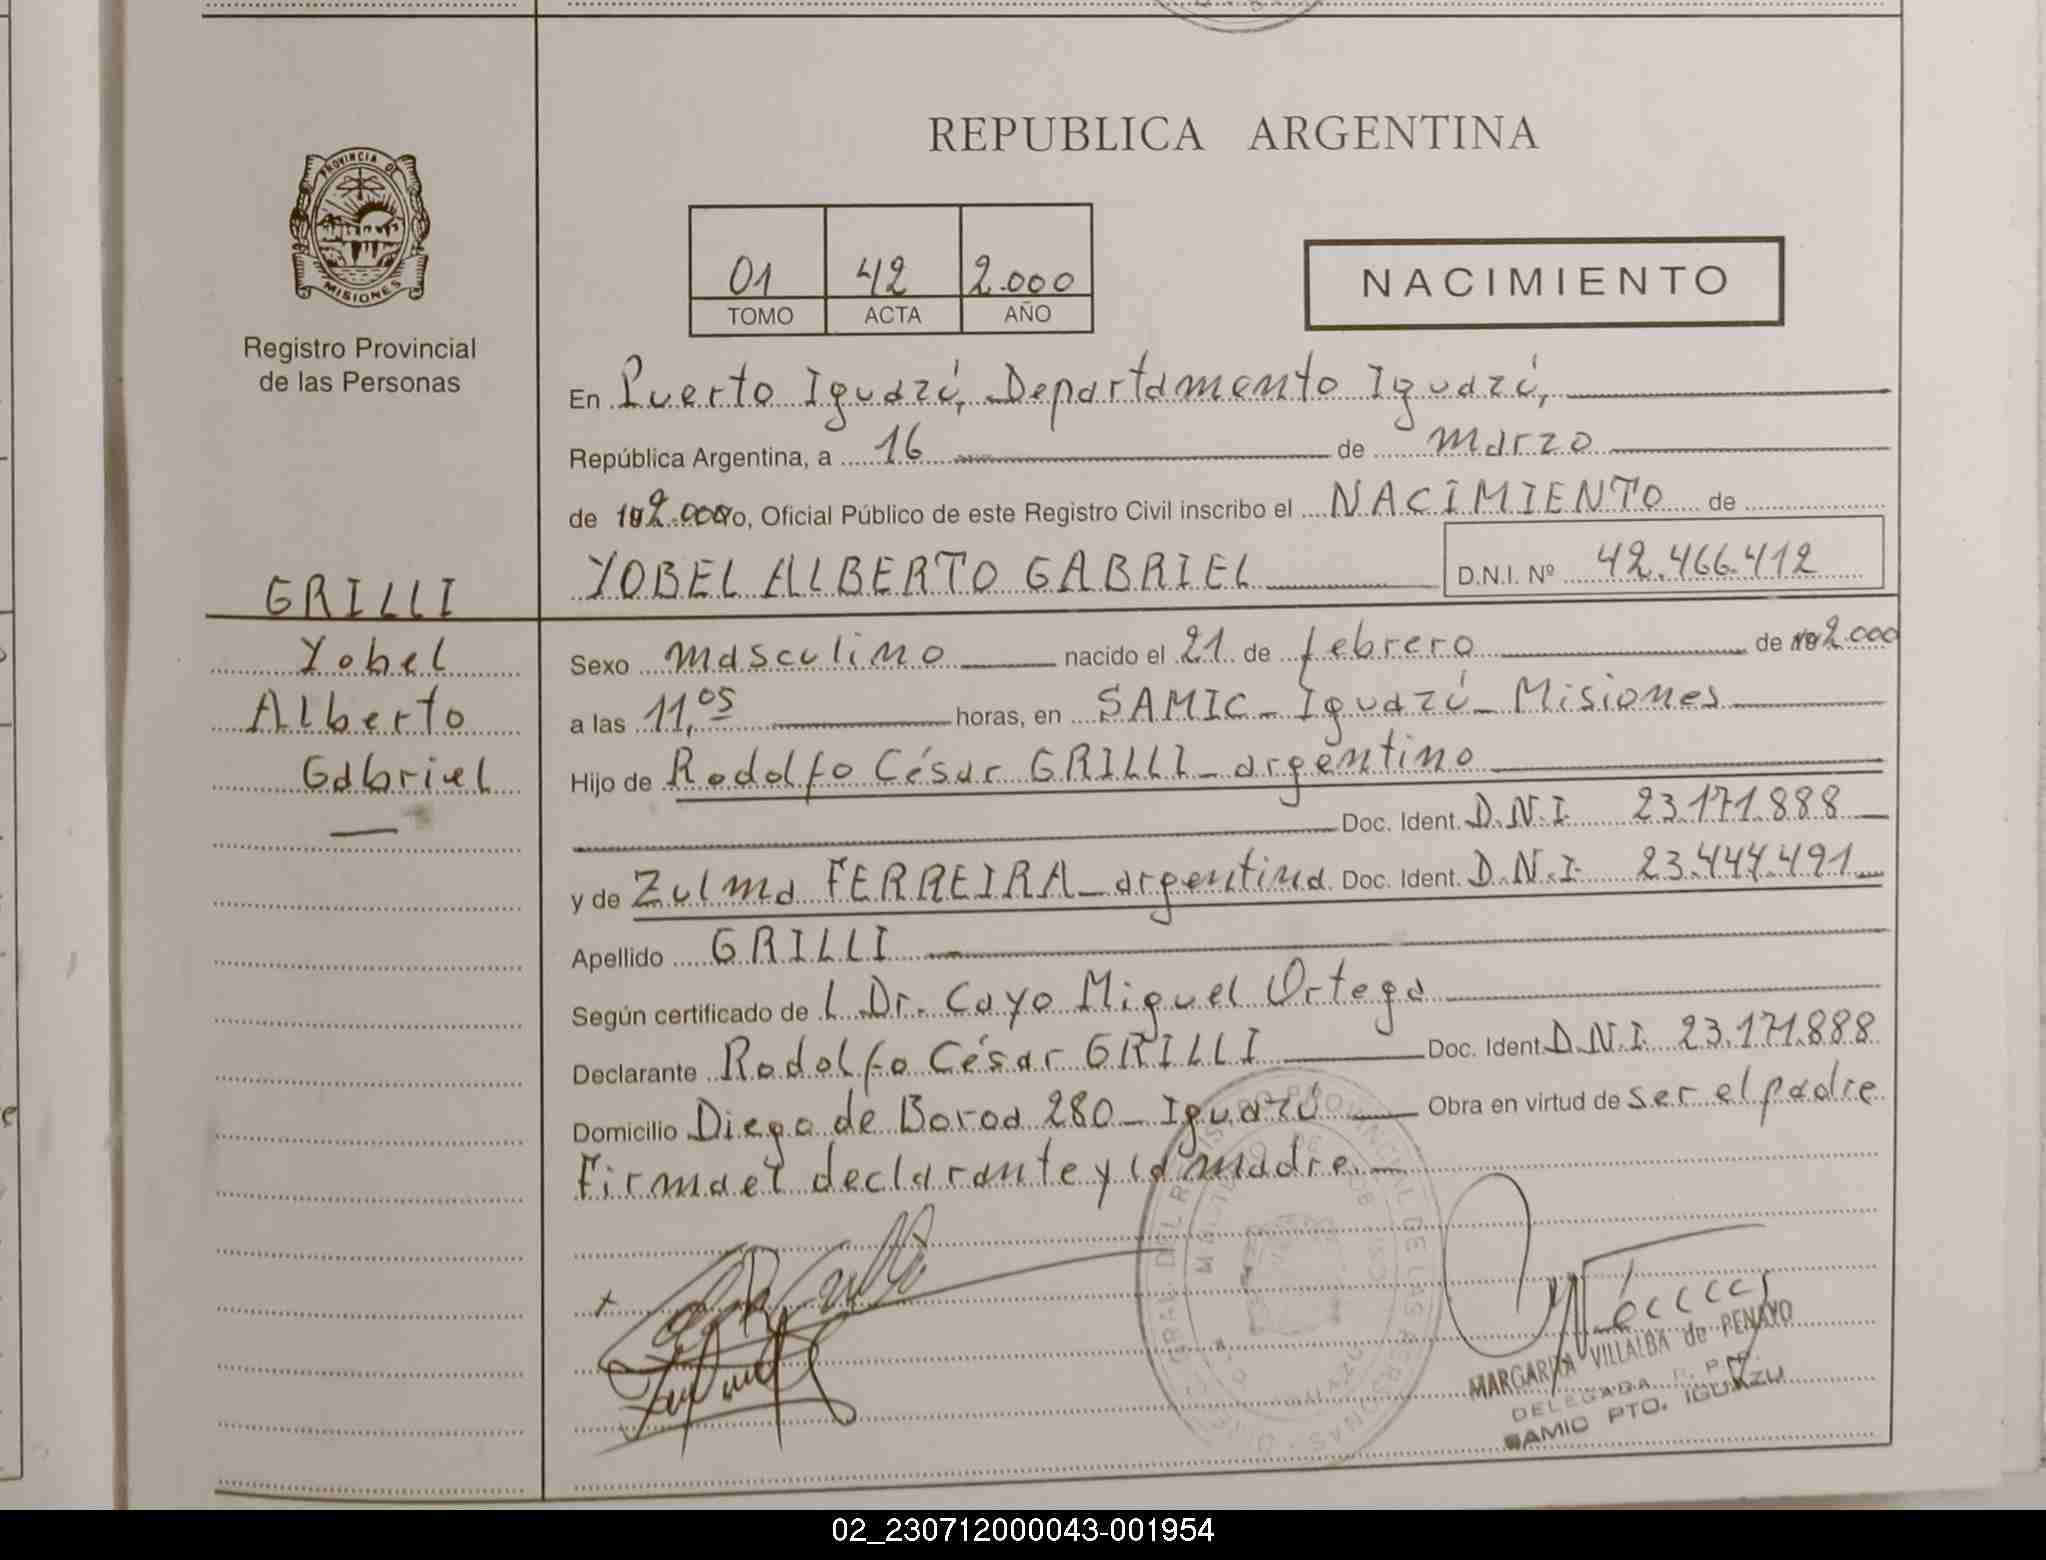 REPUBLICA ARGENTINA
PROVINCIA DE
MISIONES
Registro Provincial
de las Personas
01 42 2.000
TOMO ACTA AÑO
NACIMIENTO
En Puerto Iguazú, Departamento Iguazú,
República Argentina, a 16 de marzo
de 2.000 yo, Oficial Público de este Registro Civil inscribo el NACIMIENTO de
YOBEL ALBERTO GABRIEL D.N.I. Nº 42.466.412
GRILLI
Yobel
Alberto
Gabriel
Sexo masculino nacido el 21 de febrero de 2.000
a las 11,05 horas, en SAMIC - Iguazú - Misiones
Hijo de Rodolfo César GRILLI - argentino
Doc. Ident. D.N.I. 23.171.888
y de Zulma FERREIRA - argentina Doc. Ident. D.N.I. 23.444.491
Apellido GRILLI
Según certificado de L Dr. Cayo Miguel Ortega
Declarante Rodolfo César GRILLI Doc. Ident. D.N.I. 23.171.888
Domicilio Diego de Boroa 280 - Iguazú Obra en virtud de ser el padre
Firma el declarante y la madre.
MARGARITA VILLALBA de PENAYO
DELEGADA R. P. P.
SAMIC PTO. IGUAZU
02_230712000043-001954